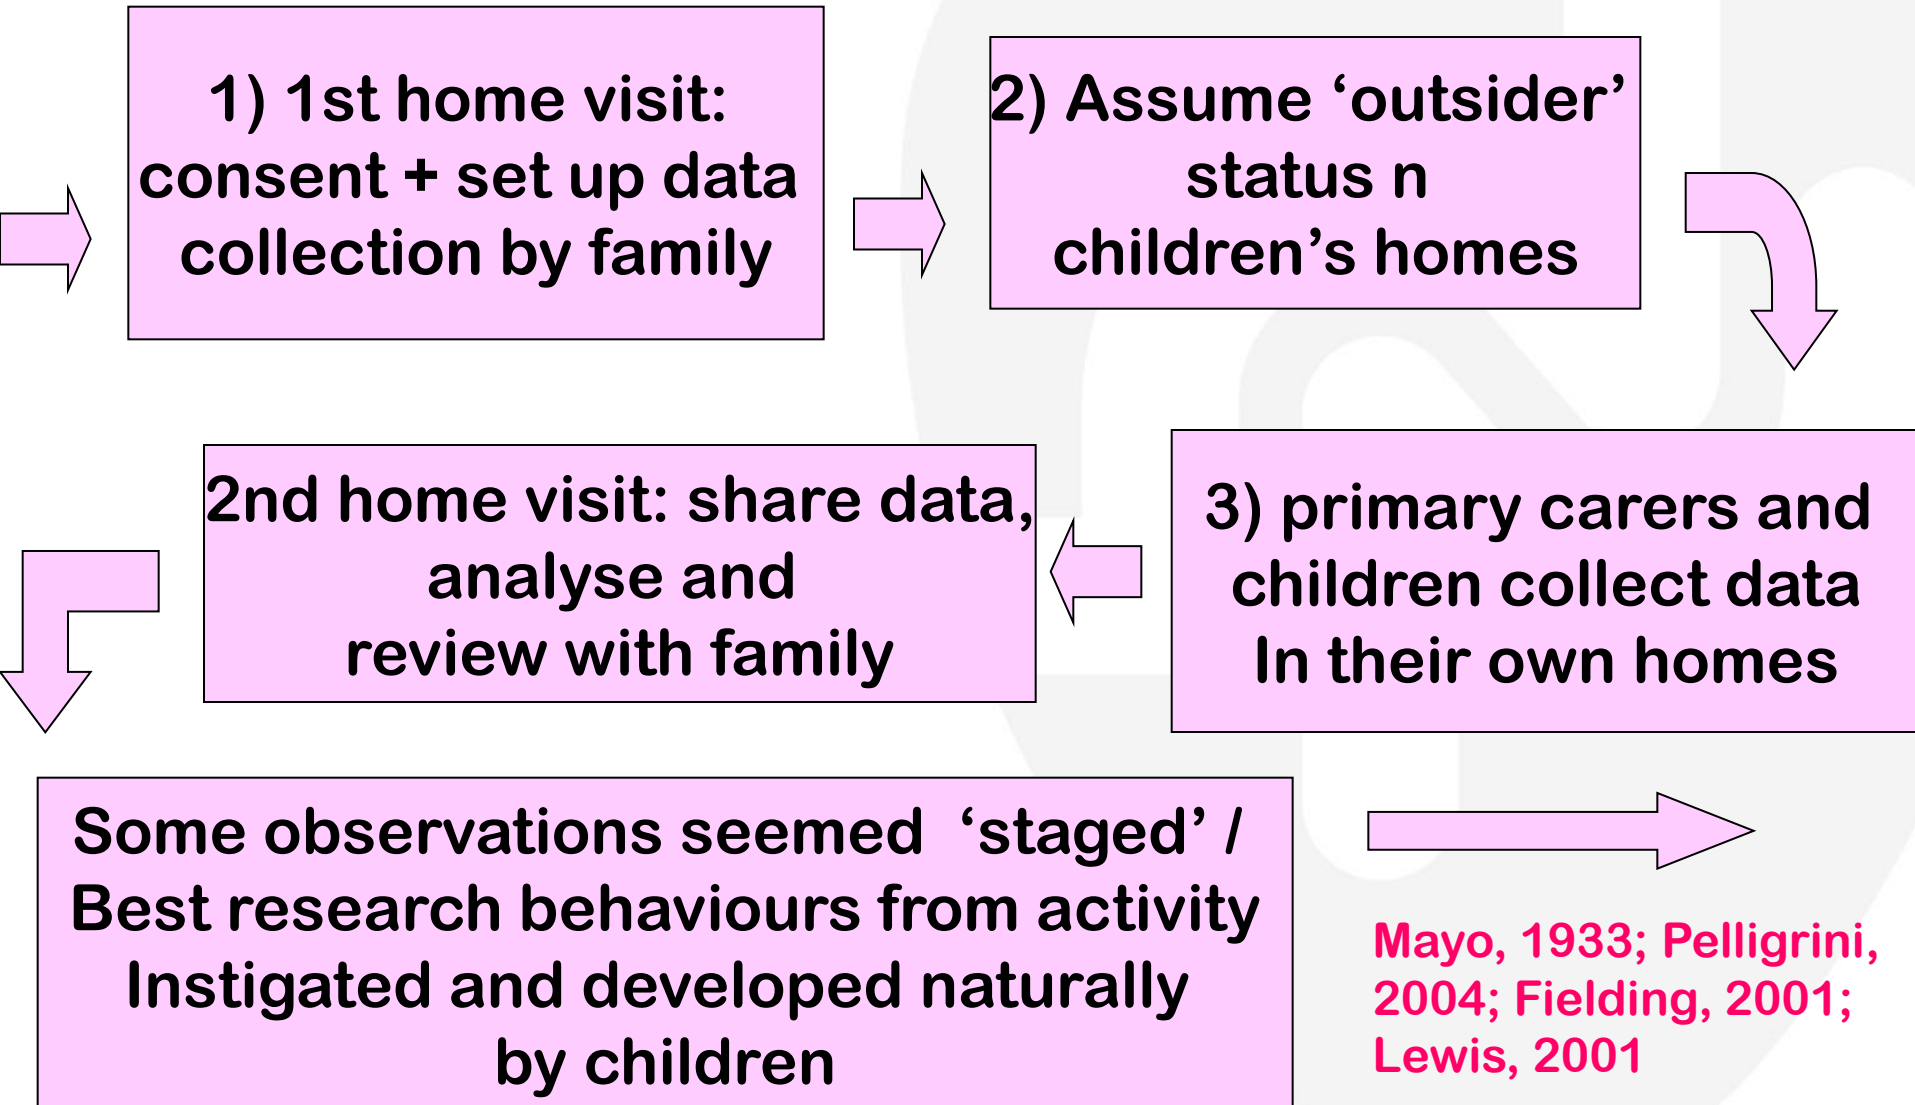 1) 1st home visit:
consent + set up data
collection by family
2) Assume ‘outsider’
status n
children’s homes
3) primary carers and
children collect data
In their own homes
2nd home visit: share data,
analyse and
review with family
Some observations seemed ‘staged’ /
Best research behaviours from activity
Instigated and developed naturally
by children
Mayo, 1933; Pelligrini,
2004; Fielding, 2001;
Lewis, 2001